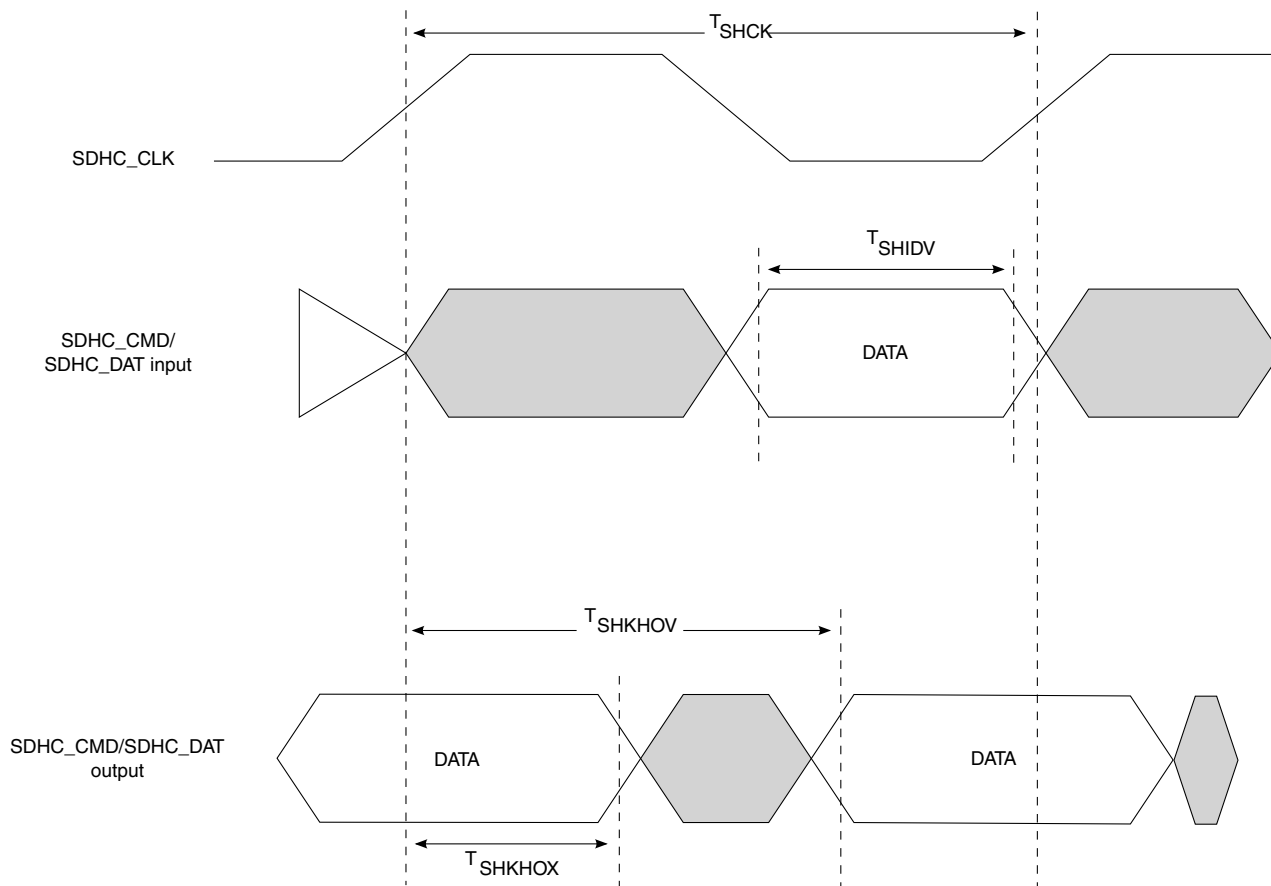 TSHCK
SDHC_CLK
TSHIDV
SDHC_CMD/
SDHC_DAT input
DATA
TSHKHOV
SDHC_CMD/SDHC_DAT
output
DATA
DATA
TSHKHOX